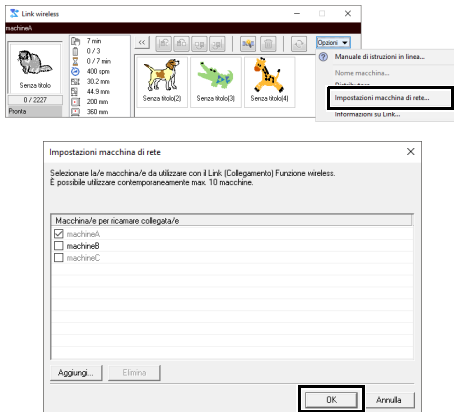 Link wireless
machineA
7 min
0 / 3
0 / 7 min
400 spm
30.2 mm
44.9 mm
200 mm
360 mm
Senza titolo
0 / 2227
Pronta
<<
Opzioni
Senza titolo(2)
Senza titolo(3)
Senza titolo(4)
Manuale di istruzioni in linea...
Nome macchina...
Impostazioni macchina di rete...
Informazioni su Link...
Impostazioni macchina di rete
Selezionare la/e macchina/e da utilizzare con il Link (Collegamento) Funzione wireless.
È possibile utilizzare contemporaneamente max. 10 macchine.
Macchina/e per ricamare collegata/e
machineA
machineB
machineC
Aggiungi...
Elimina
OK
Annulla